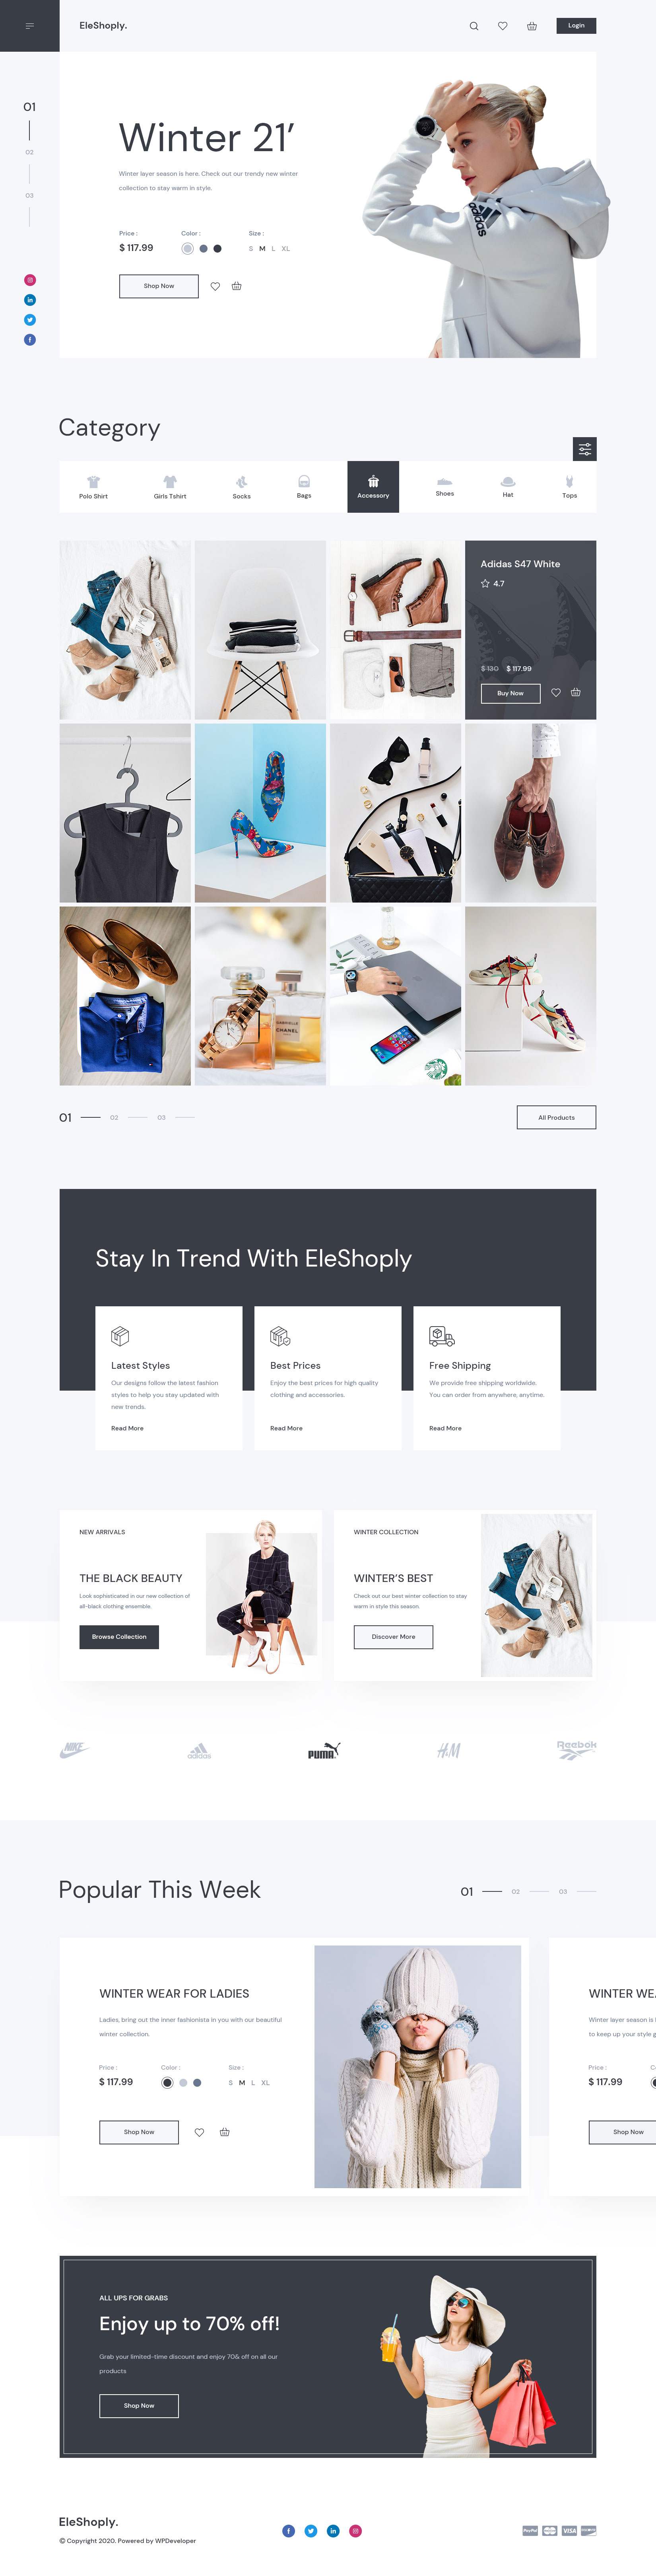 EleShoply.
Login
01
02
03
Winter 21’
Winter layer season is here. Check out our trendy new winter
collection to stay warm in style.
Price :
Color :
Size :
$ 117.99
S M L XL
adidas
Shop Now
Category
Polo Shirt
Girls Tshirt
Socks
Bags
Accessory
Shoes
Hat
Tops
Adidas S47 White
4.7
$ 130 $ 117.99
Buy Now
GABRIELLE
CHANEL
01
02
03
All Products
Stay In Trend With EleShoply
Latest Styles
Our designs follow the latest fashion
styles to help you stay updated with
new trends.
Read More
Best Prices
Enjoy the best prices for high quality
clothing and accessories.
Read More
Free Shipping
We provide free shipping worldwide.
You can order from anywhere, anytime.
Read More
NEW ARRIVALS
THE BLACK BEAUTY
Look sophisticated in our new collection of
all-black clothing ensemble.
Browse Collection
WINTER COLLECTION
WINTER’S BEST
Check out our best winter collection to stay
warm in style this season.
Discover More
NIKE
adidas
PUMA
H&M
Reebok
Popular This Week
01
02
03
WINTER WEAR FOR LADIES
Ladies, bring out the inner fashionista in you with our beautiful
winter collection.
Price :
Color :
Size :
$ 117.99
S M L XL
Shop Now
WINTER WEA
Winter layer season is
to keep up your style g
Price :
$ 117.99
Shop Now
ALL UPS FOR GRABS
Enjoy up to 70% off!
Grab your limited-time discount and enjoy 70& off on all our
products
Shop Now
EleShoply.
© Copyright 2020. Powered by WPDeveloper
PayPal
VISA